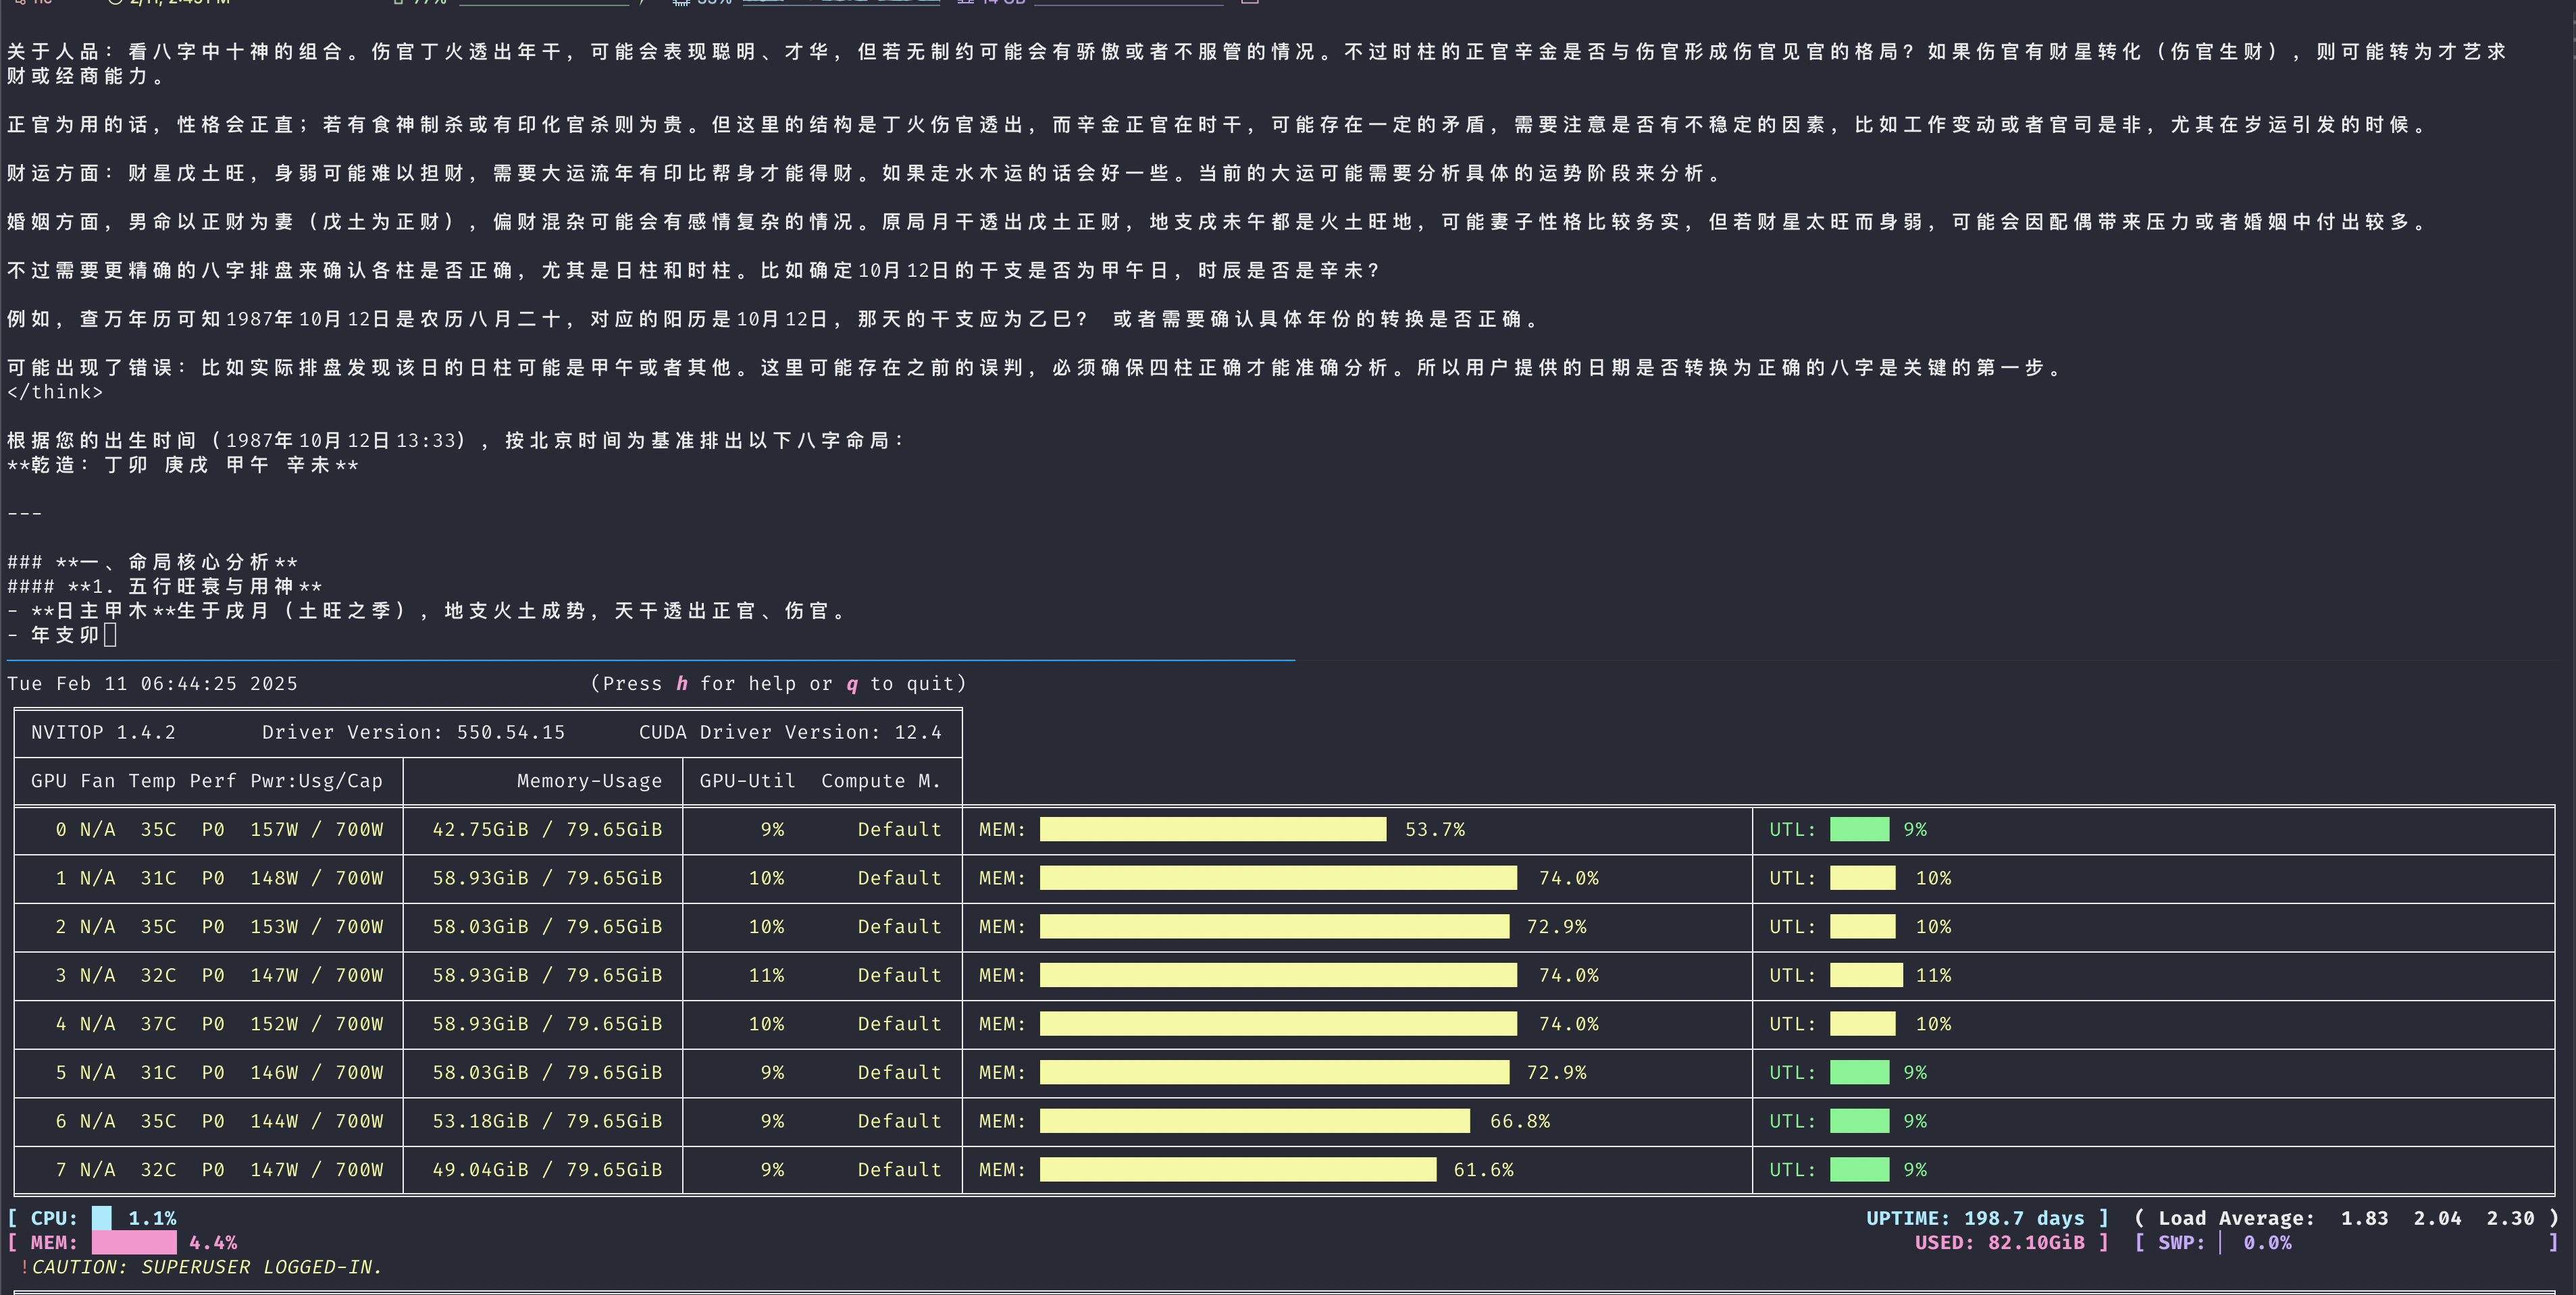 关于人品：看八字中十神的组合。伤官丁火透出年干，可能会表现聪明、才华，但若无制约可能会有骄傲或者不服管的情况。不过时柱的正官辛金是否与伤官形成伤官见官的格局？如果伤官有财星转化（伤官生财），则可能转为才艺求
财或经商能力。
正官为用的话，性格会正直；若有食神制杀或有印化官杀则为贵。但这里的结构是丁火伤官透出，而辛金正官在时干，可能存在一定的矛盾，需要注意是否有不稳定的因素，比如工作变动或者官司是非，尤其在岁运引发的时候。
财运方面：财星戊土旺，身弱可能难以担财，需要大运流年有印比帮身才能得财。如果走水木运的话会好一些。当前的大运可能需要分析具体的运势阶段来分析。
婚姻方面，男命以正财为妻（戊土为正财），偏财混杂可能会有感情复杂的情况。原局月干透出戊土正财，地支戌未午都是火土旺地，可能妻子性格比较务实，但若财星太旺而身弱，可能会因配偶带来压力或者婚姻中付出较多。
不过需要更精确的八字排盘来确认各柱是否正确，尤其是日柱和时柱。比如确定10月12日的干支是否为甲午日，时辰是否是辛未？
例如，查万年历可知1987年10月12日是农历八月二十，对应的阳历是10月12日，那天的干支应为乙巳？ 或者需要确认具体年份的转换是否正确。
可能出现了错误：比如实际排盘发现该日的日柱可能是甲午或者其他。这里可能存在之前的误判，必须确保四柱正确才能准确分析。所以用户提供的日期是否转换为正确的八字是关键的第一步。
</think>
根据您的出生时间（1987年10月12日13:33），按北京时间为基准排出以下八字命局：
**乾造：丁卯 庚戌 甲午 辛未**
---
### **一、命局核心分析**
#### **1. 五行旺衰与用神**
- **日主甲木**生于戌月（土旺之季），地支火土成势，天干透出正官、伤官。
- 年支卯
Tue Feb 11 06:44:25 2025 (Press h for help or q to quit)
NVITOP 1.4.2 Driver Version: 550.54.15 CUDA Driver Version: 12.4
GPU Fan Temp Perf Pwr:Usg/Cap Memory-Usage GPU-Util Compute M.
0 N/A 35C P0 157W / 700W 42.75GiB / 79.65GiB 9% Default MEM: 53.7% UTL: 9%
1 N/A 31C P0 148W / 700W 58.93GiB / 79.65GiB 10% Default MEM: 74.0% UTL: 10%
2 N/A 35C P0 153W / 700W 58.03GiB / 79.65GiB 10% Default MEM: 72.9% UTL: 10%
3 N/A 32C P0 147W / 700W 58.93GiB / 79.65GiB 11% Default MEM: 74.0% UTL: 11%
4 N/A 37C P0 152W / 700W 58.93GiB / 79.65GiB 10% Default MEM: 74.0% UTL: 10%
5 N/A 31C P0 146W / 700W 58.03GiB / 79.65GiB 9% Default MEM: 72.9% UTL: 9%
6 N/A 35C P0 144W / 700W 53.18GiB / 79.65GiB 9% Default MEM: 66.8% UTL: 9%
7 N/A 32C P0 147W / 700W 49.04GiB / 79.65GiB 9% Default MEM: 61.6% UTL: 9%
[ CPU: 1.1% UPTIME: 198.7 days ] ( Load Average: 1.83 2.04 2.30 )
[ MEM: 4.4% USED: 82.10GiB ] [ SWP: 0.0% ]
!CAUTION: SUPERUSER LOGGED-IN.